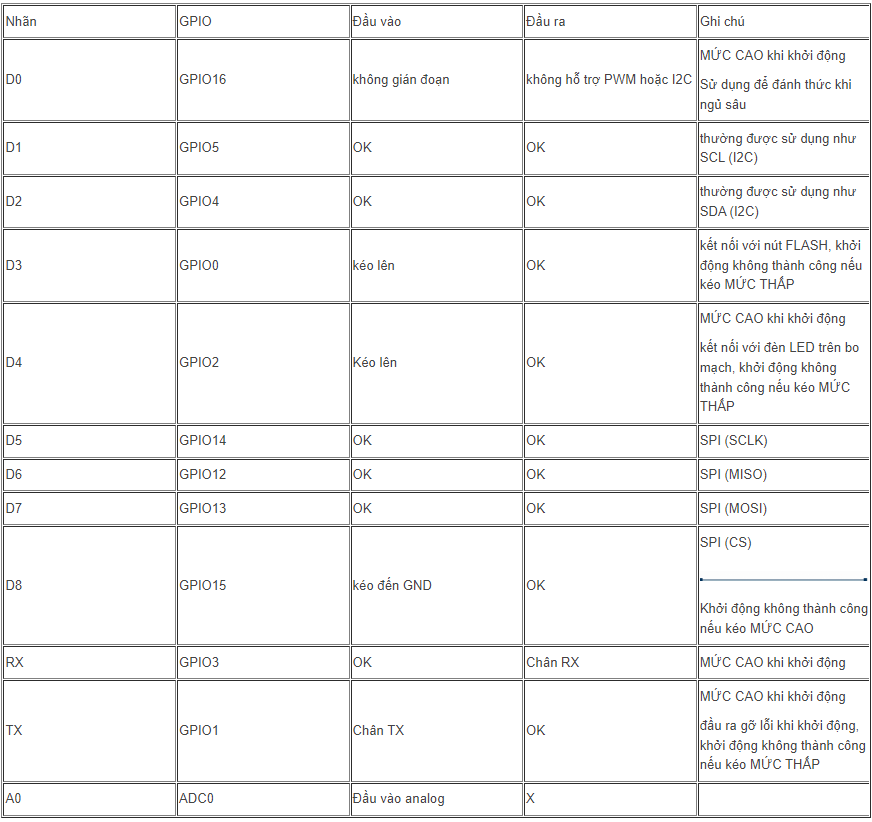 Nhãn GPIO Đầu vào Đầu ra Ghi chú
D0 GPIO16 không gián đoạn không hỗ trợ PWM hoặc I2C MỨC CAO khi khởi động
Sử dụng để đánh thức khi
ngủ sâu
D1 GPIO5 OK OK thường được sử dụng như
SCL (I2C)
D2 GPIO4 OK OK thường được sử dụng như
SDA (I2C)
D3 GPIO0 kéo lên OK kết nối với nút FLASH, khởi
động không thành công nếu
kéo MỨC THẤP
D4 GPIO2 Kéo lên OK MỨC CAO khi khởi động
kết nối với đèn LED trên bo
mạch, khởi động không
thành công nếu kéo MỨC
THẤP
D5 GPIO14 OK OK SPI (SCLK)
D6 GPIO12 OK OK SPI (MISO)
D7 GPIO13 OK OK SPI (MOSI)
D8 GPIO15 kéo đến GND OK SPI (CS)
Khởi động không thành công
nếu kéo MỨC CAO
RX GPIO3 OK Chân RX MỨC CAO khi khởi động
TX GPIO1 Chân TX OK MỨC CAO khi khởi động
đầu ra gỡ lỗi khi khởi động,
khởi động không thành công
nếu kéo MỨC THẤP
A0 ADC0 Đầu vào analog X